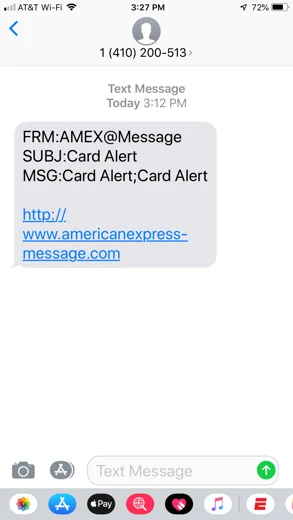 AT&T Wi-Fi
3:27 PM
72%
1 (410) 200-513
Text Message
Today 3:12 PM
FRM:AMEX@Message
SUBJ:Card Alert
MSG:Card Alert;Card Alert
http://
www.americanexpress-
message.com
Text Message
Pay